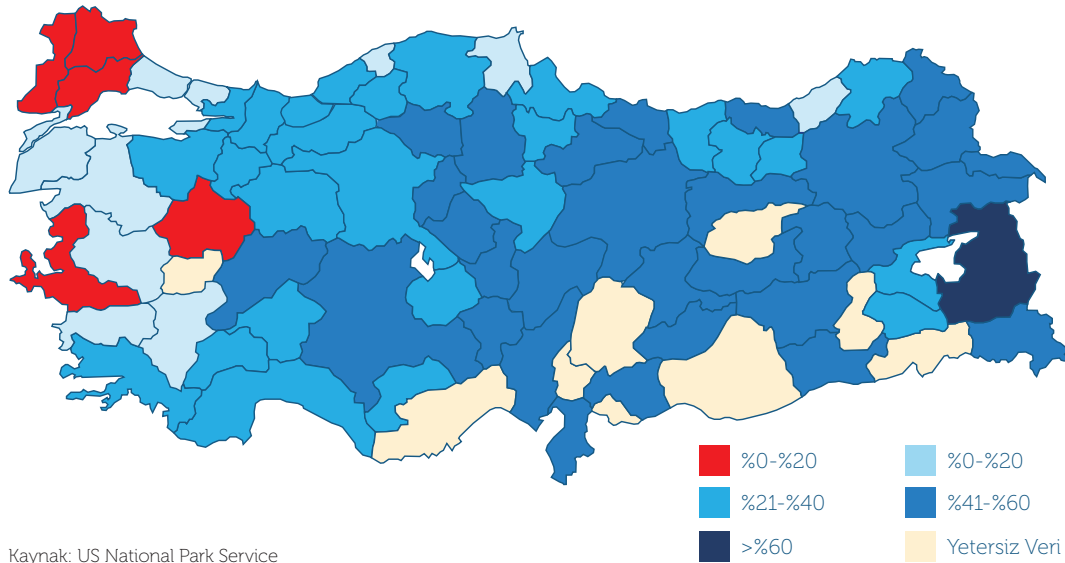 %0-%20
%0-%20
%21-%40
%41-%60
>%60
Yetersiz Veri
Kaynak: US National Park Service